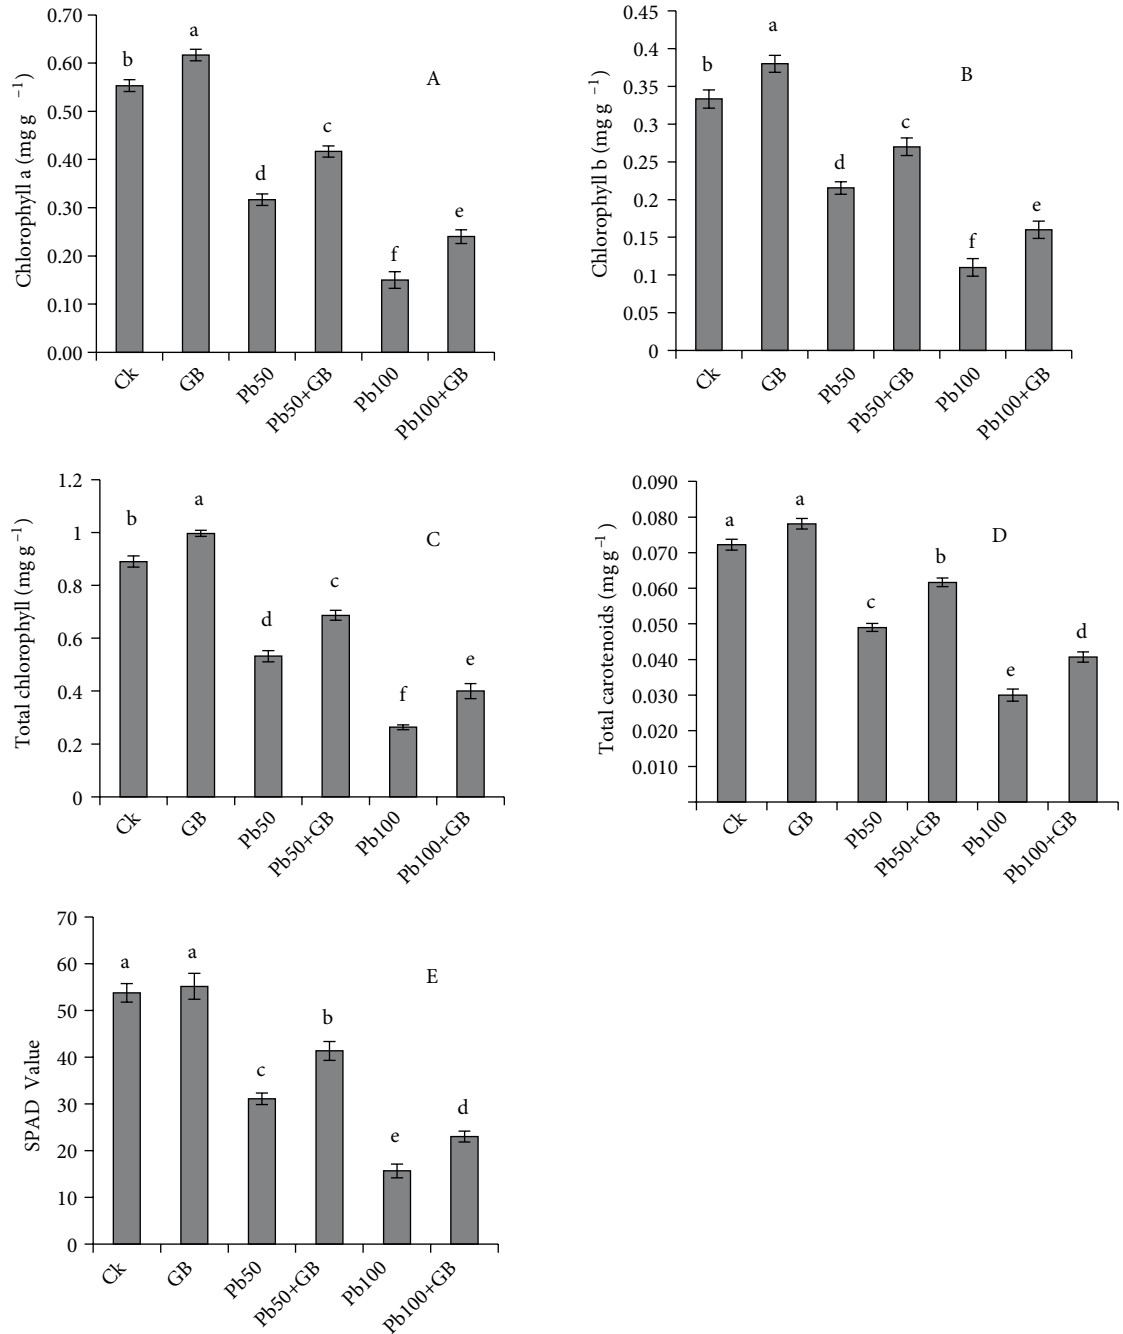 0.70
0.60
0.50
0.40
0.30
0.20
0.10
0.00
Chlorophyll a (mg g⁻¹)
b
a
d
c
f
e
A
Ck
GB
Pb50
Pb50+GB
Pb100
Pb100+GB
0.45
0.4
0.35
0.3
0.25
0.2
0.15
0.1
0.05
0
Chlorophyll b (mg g⁻¹)
b
a
d
c
f
e
B
Ck
GB
Pb50
Pb50+GB
Pb100
Pb100+GB
1.2
1
0.8
0.6
0.4
0.2
0
Total chlorophyll (mg g⁻¹)
b
a
d
c
f
e
C
Ck
GB
Pb50
Pb50+GB
Pb100
Pb100+GB
0.090
0.080
0.070
0.060
0.050
0.040
0.030
0.020
0.010
Total carotenoids (mg g⁻¹)
a
a
c
b
e
d
D
Ck
GB
Pb50
Pb50+GB
Pb100
Pb100+GB
70
60
50
40
30
20
10
0
SPAD Value
a
a
c
b
e
d
E
Ck
GB
Pb50
Pb50+GB
Pb100
Pb100+GB